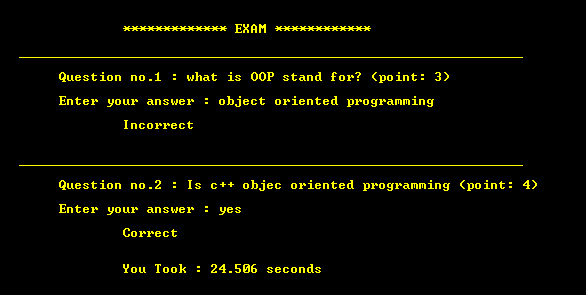 ************* EXAM ************
Question no.1 : what is OOP stand for? (point: 3)
Enter your answer : object oriented programming
Incorrect
Question no.2 : Is c++ objec oriented programming (point: 4)
Enter your answer : yes
Correct
You Took : 24.506 seconds